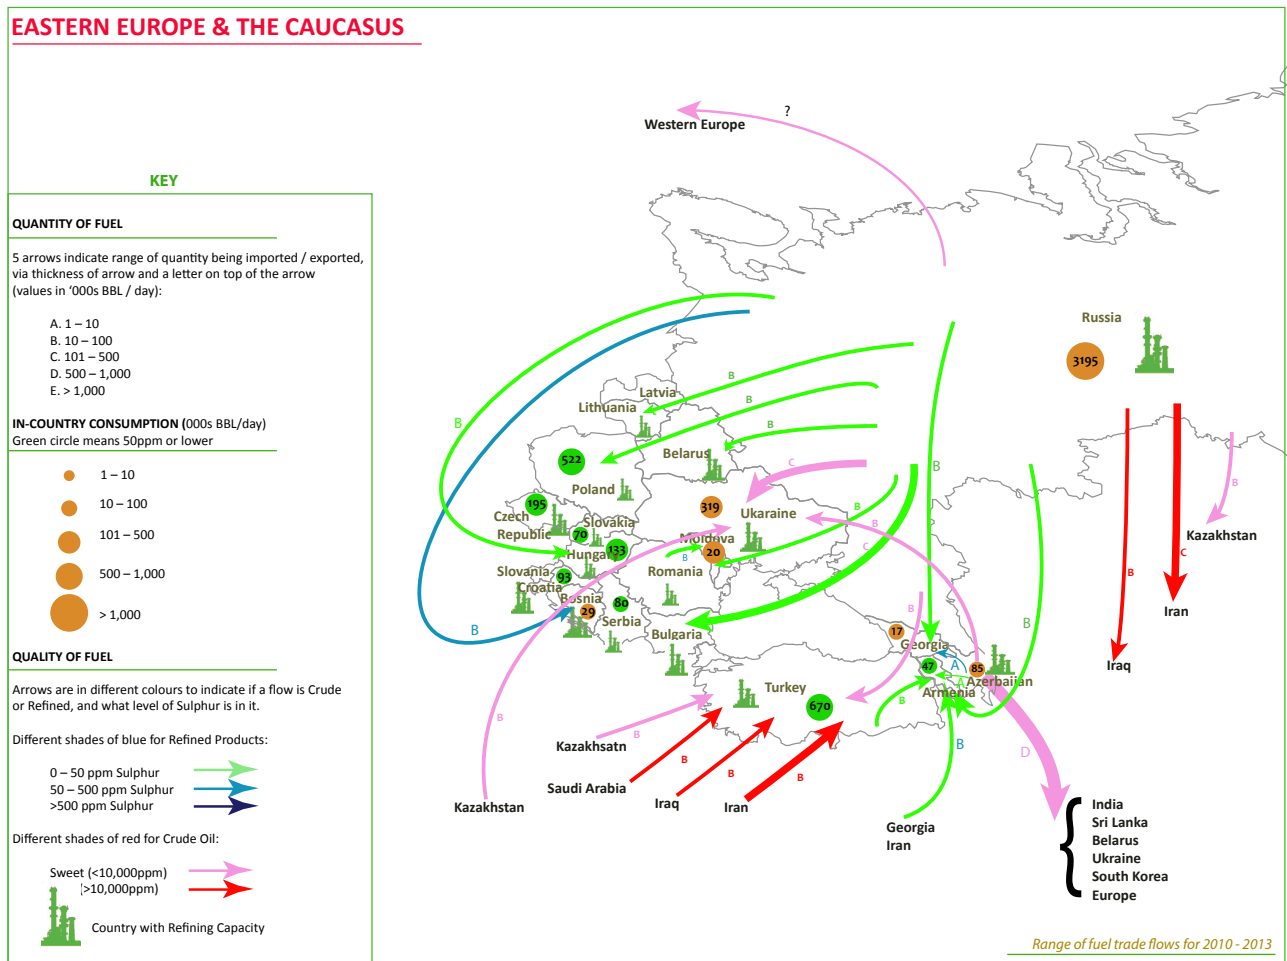 EASTERN EUROPE & THE CAUCASUS
KEY
QUANTITY OF FUEL
5 arrows indicate range of quantity being imported / exported,
via thickness of arrow and a letter on top of the arrow
(values in ‘000s BBL / day):
A. 1 – 10
B. 10 – 100
C. 101 – 500
D. 500 – 1,000
E. > 1,000
IN-COUNTRY CONSUMPTION (000s BBL/day)
Green circle means 50ppm or lower
1 – 10
10 – 100
101 – 500
500 – 1,000
> 1,000
QUALITY OF FUEL
Arrows are in different colours to indicate if a flow is Crude
or Refined, and what level of Sulphur is in it.
Different shades of blue for Refined Products:
0 – 50 ppm Sulphur
50 – 500 ppm Sulphur
>500 ppm Sulphur
Different shades of red for Crude Oil:
Sweet (<10,000ppm)
(>10,000ppm)
Country with Refining Capacity
?
Western Europe
Russia
3195
B
B
B
B
Latvia
Lithuania
Belarus
522
Poland
C
B
195
Czech
Republic
Slovakia
70
133
Hungary
319
Ukaraine
Moldova
20
B
B
B
C
Slovania
Croatia
93
Bosnia
29
80
Serbia
Romania
Bulgaria
B
B
17
Georgia
47
A
A
85
Azerbaijan
Armenia
B
Turkey
670
B
B
D
B
Kazakhstan
B
C
Iran
B
Iraq
B
Kazakhstan
B
Kazakhsatn
B
Saudi Arabia
B
Iraq
B
Iran
Georgia
Iran
{
India
Sri Lanka
Belarus
Ukraine
South Korea
Europe
Range of fuel trade flows for 2010 - 2013